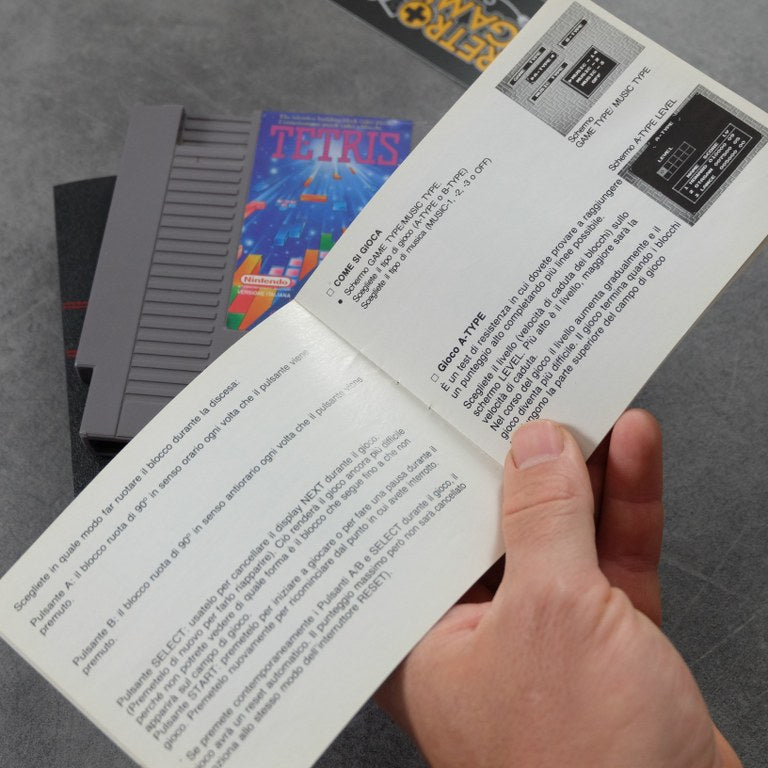 RETRO
GAM
The falling building block video game
TETRIS
Nintendo
VERSIONE ITALIANA
Scegliete in quale modo far ruotare il blocco durante la discesa:
Pulsante A: il blocco ruota di 90° in senso orario ogni volta che il pulsante viene
premuto.
Pulsante B: il blocco ruota di 90° in senso antiorario ogni volta che il pulsante viene
premuto.
Pulsante SELECT: usatelo per cancellare il display NEXT durante il gioco
(Premetelo di nuovo per farlo riapparire). Ciò renderà il gioco ancora più difficile
perché non potrete vedere di quale forma è il blocco che segue fino a che non
apparirà sul campo di gioco.
Pulsante START: premetelo per iniziare a giocare o per fare una pausa durante il
gioco. Premetelo nuovamente per ricominciare dal punto in cui avete interrotto.
Se premete contemporaneamente i Pulsanti A/B e SELECT durante il gioco, il
gioco avrà un reset automatico. Il punteggio massimo però non sarà cancellato
ziona allo stesso modo dell'interruttore RESET).
□ COME SI GIOCA
• Schermo GAME TYPE/MUSIC TYPE
Scegliete il tipo di gioco (A-TYPE o B-TYPE)
Scegliete il tipo di musica (MUSIC-1, -2, -3 o OFF)
Schermo
GAME TYPE/ MUSIC TYPE
Schermo A-TYPE LEVEL
A-TYPE
LEVEL
□ Gioco A-TYPE
È un test di resistenza in cui dovete provare a raggiungere
un punteggio alto completando più linee possibile.
Scegliete il livello (velocità di caduta dei blocchi) sullo
schermo LEVEL. Più alto è il livello, maggiore sarà la
velocità di caduta.
Nel corso del gioco il livello aumenta gradualmente e il
gioco diventa più difficile. Il gioco termina quando i blocchi
ngono la parte superiore del campo di gioco